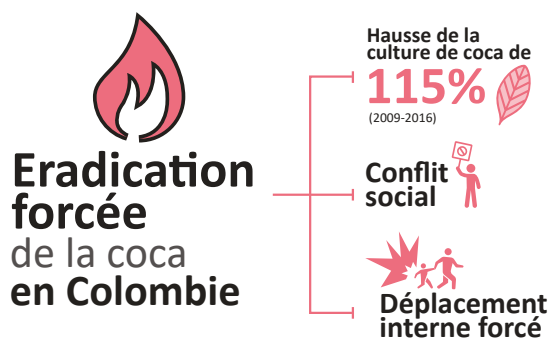 Eradication
forcée
de la coca
en Colombie
Hausse de la
culture de coca de
115%
(2009-2016)
Conflit
social
Déplacement
interne forcé